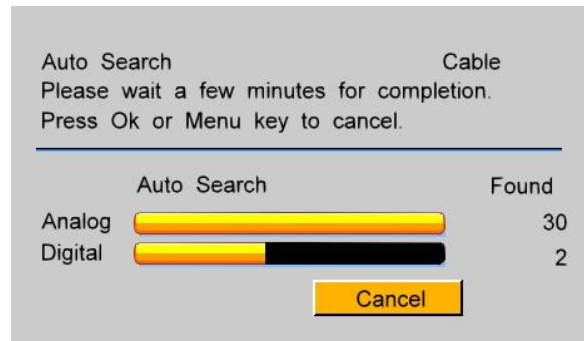 Auto Search Cable
Please wait a few minutes for completion.
Press Ok or Menu key to cancel.
Auto Search Found
Analog 30
Digital 2
Cancel